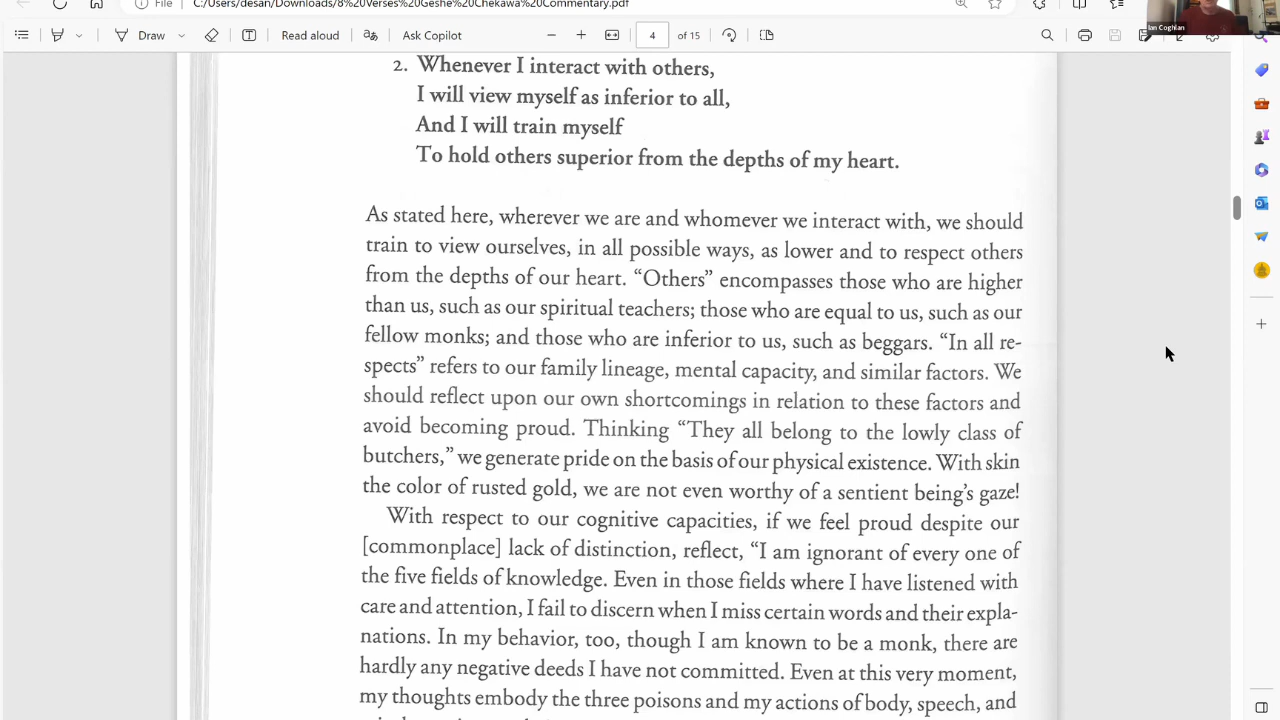 File
C:/Users/desan/Downloads/8%20Verses%20Geshe%20Chekawa%20Commentary.pdf
Draw
Read aloud
Ask Copilot
4
of 15
Ian Coghlan
2. Whenever I interact with others,
I will view myself as inferior to all,
And I will train myself
To hold others superior from the depths of my heart.
As stated here, wherever we are and whomever we interact with, we should
train to view ourselves, in all possible ways, as lower and to respect others
from the depths of our heart. “Others” encompasses those who are higher
than us, such as our spiritual teachers; those who are equal to us, such as our
fellow monks; and those who are inferior to us, such as beggars. “In all re-
spects” refers to our family lineage, mental capacity, and similar factors. We
should reflect upon our own shortcomings in relation to these factors and
avoid becoming proud. Thinking “They all belong to the lowly class of
butchers,” we generate pride on the basis of our physical existence. With skin
the color of rusted gold, we are not even worthy of a sentient being’s gaze!
With respect to our cognitive capacities, if we feel proud despite our
[commonplace] lack of distinction, reflect, “I am ignorant of every one of
the five fields of knowledge. Even in those fields where I have listened with
care and attention, I fail to discern when I miss certain words and their expla-
nations. In my behavior, too, though I am known to be a monk, there are
hardly any negative deeds I have not committed. Even at this very moment,
my thoughts embody the three poisons and my actions of body, speech, and